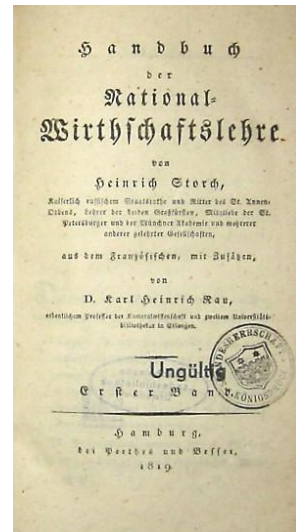 Handbuch
der
National-
Wirthschaftslehre.
von
Heinrich Storch,
Kaiserlich russischem Staatsrathe und Ritter des St. Annen-
Ordens, Lehrer der beiden Großfürsten, Mitgliede der St.
Petersburger und der Münchner Akademie und mehrerer
anderer gelehrter Gesellschaften,
aus dem Französischen, mit Zusätzen,
von
D. Karl Heinrich Rau,
ordentlichem Professor der Kameralwissenschaft und zweitem Universitäts-
bibliothekar in Erlangen.
Ungültig
Erster Band.
Hamburg,
bei Perthes und Besser,
1819